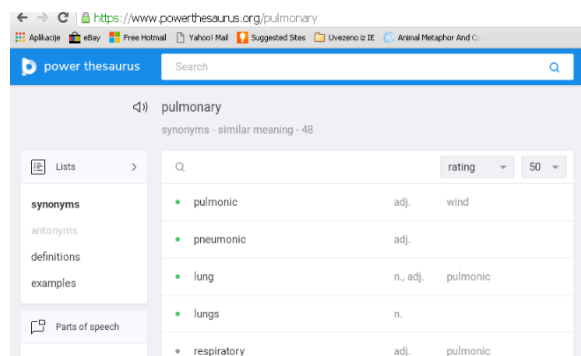 https://www.powerthesaurus.org/pulmonary
Aplikacije eBay Free Hotmail Yahoo! Mail Suggested Sites Uvezeno iz IE Animal Metaphor And C
power thesaurus Search
pulmonary
synonyms - similar meaning - 48
Lists rating 50
synonyms pulmonic adj. wind
antonyms pneumonic adj.
definitions
examples lung n., adj. pulmonic
lungs n.
Parts of speech
respiratory adj. pulmonic